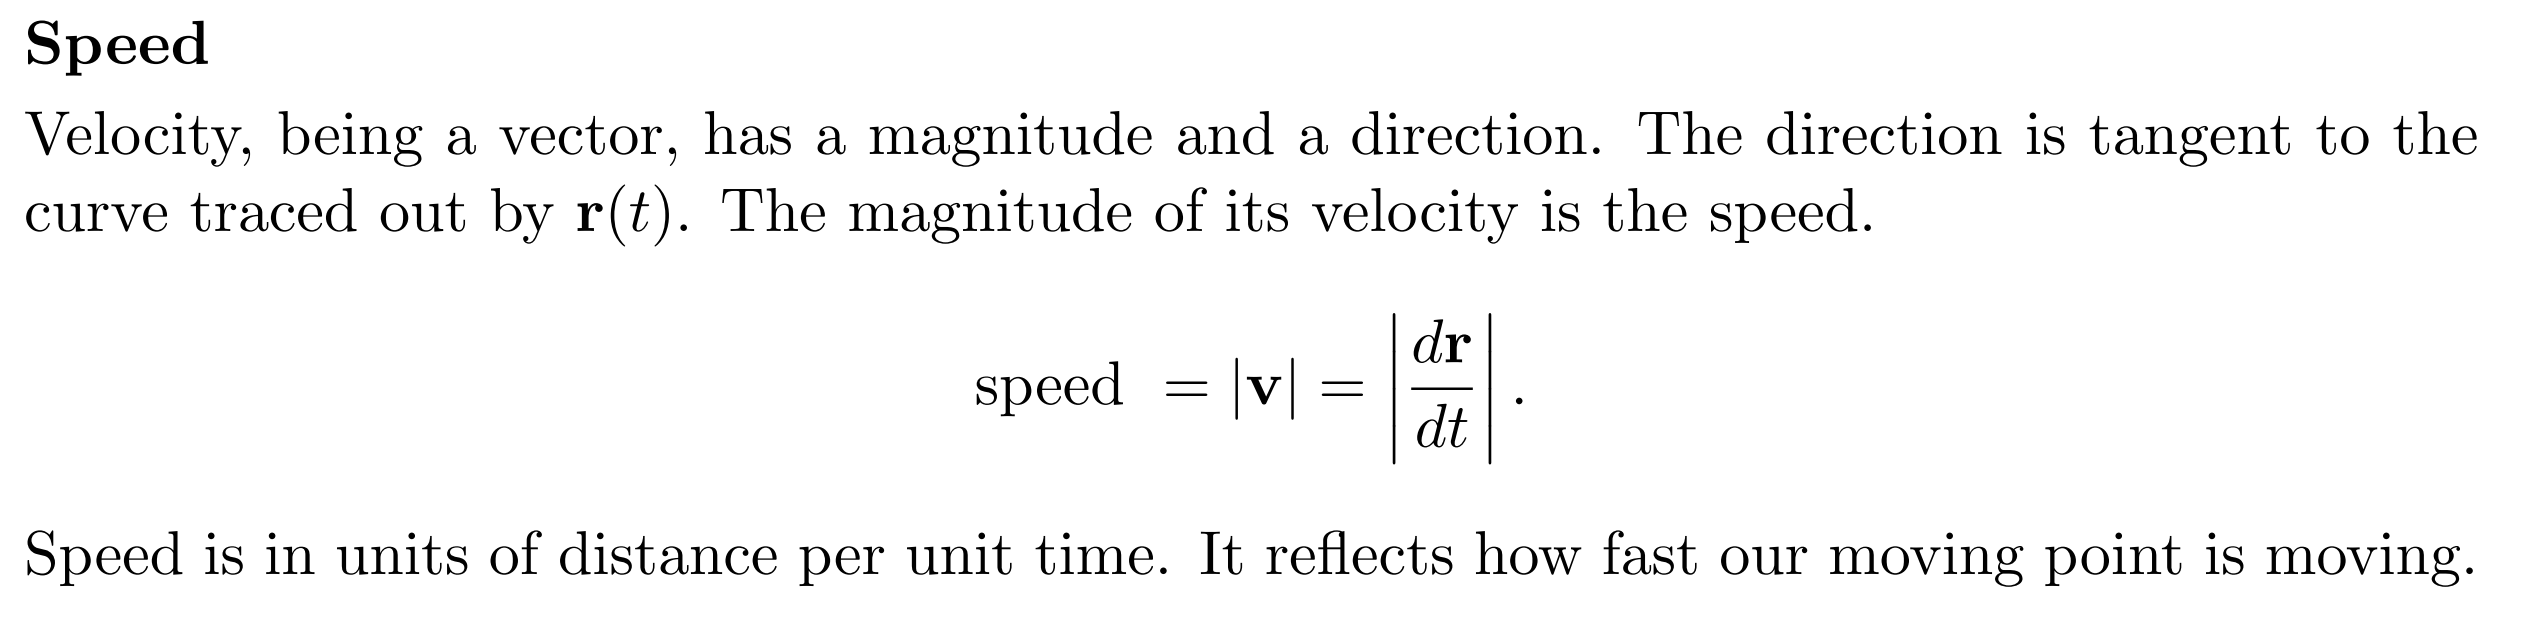 Speed
Velocity, being a vector, has a magnitude and a direction. The direction is tangent to the
curve traced out by r(t). The magnitude of its velocity is the speed.
speed = |v| = |dr/dt|.
Speed is in units of distance per unit time. It reflects how fast our moving point is moving.